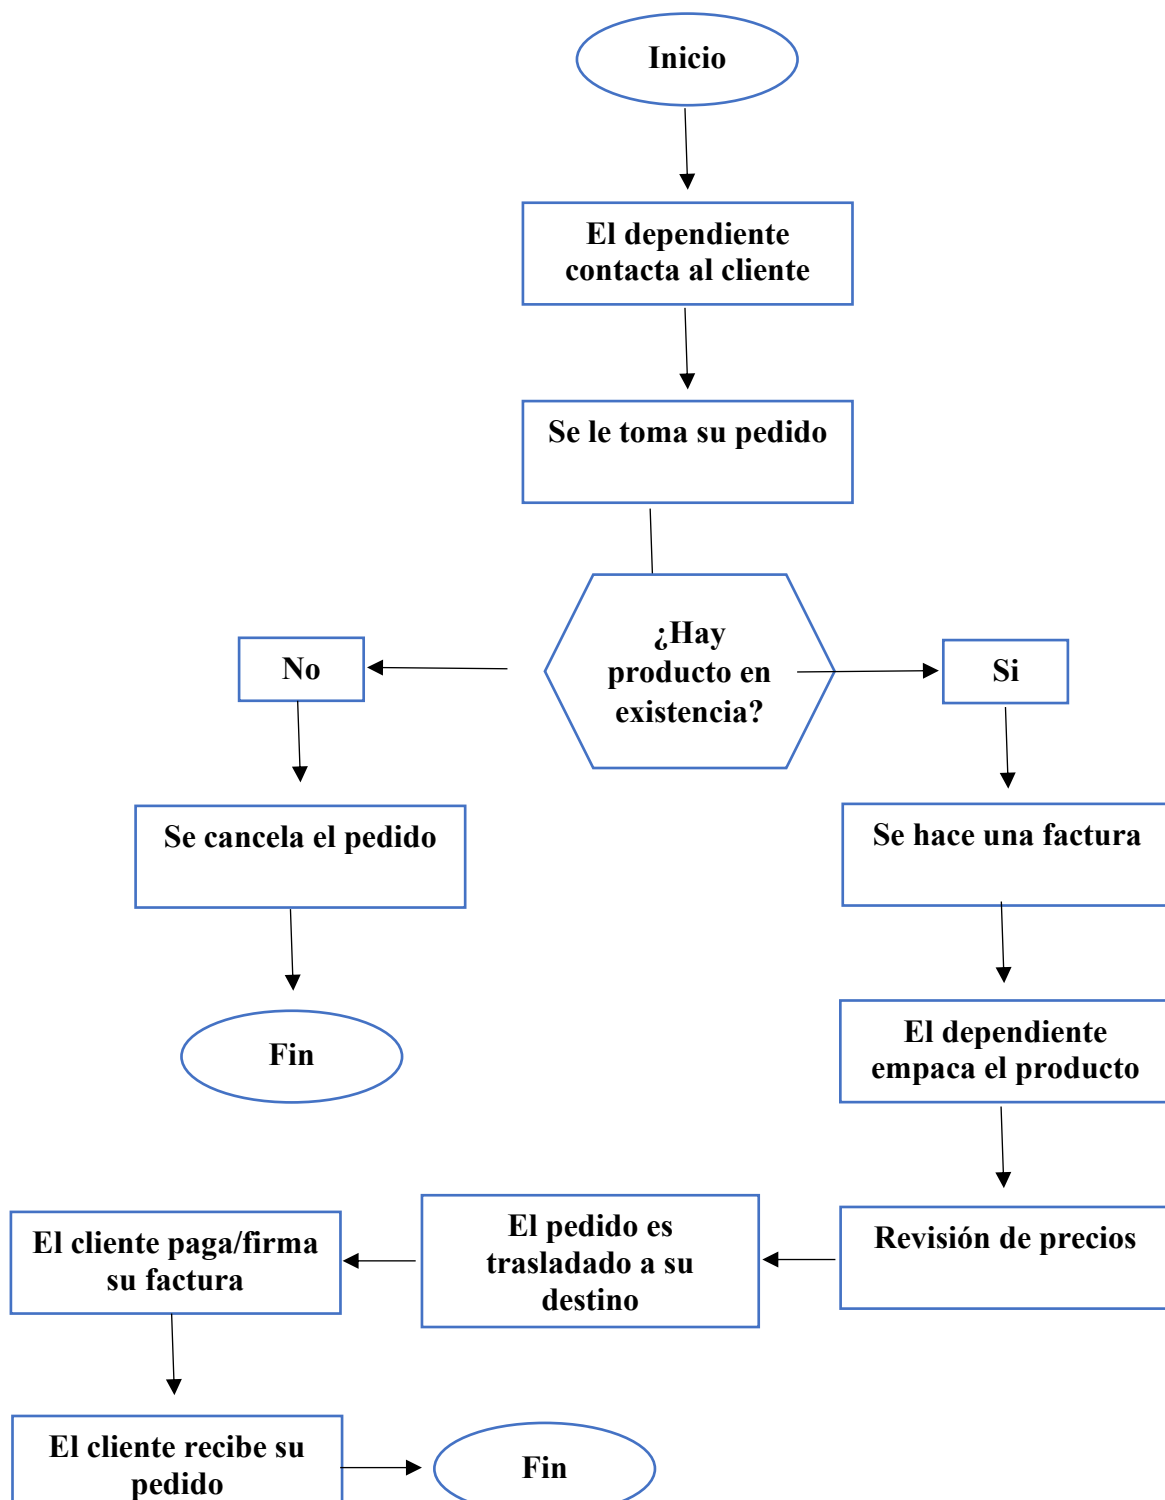 Inicio
El dependiente
contacta al cliente
Se le toma su pedido
¿Hay
producto en
existencia?
No
Si
Se cancela el pedido
Se hace una factura
Fin
El dependiente
empaca el producto
Revisión de precios
El pedido es
trasladado a su
destino
El cliente paga/firma
su factura
El cliente recibe su
pedido
Fin